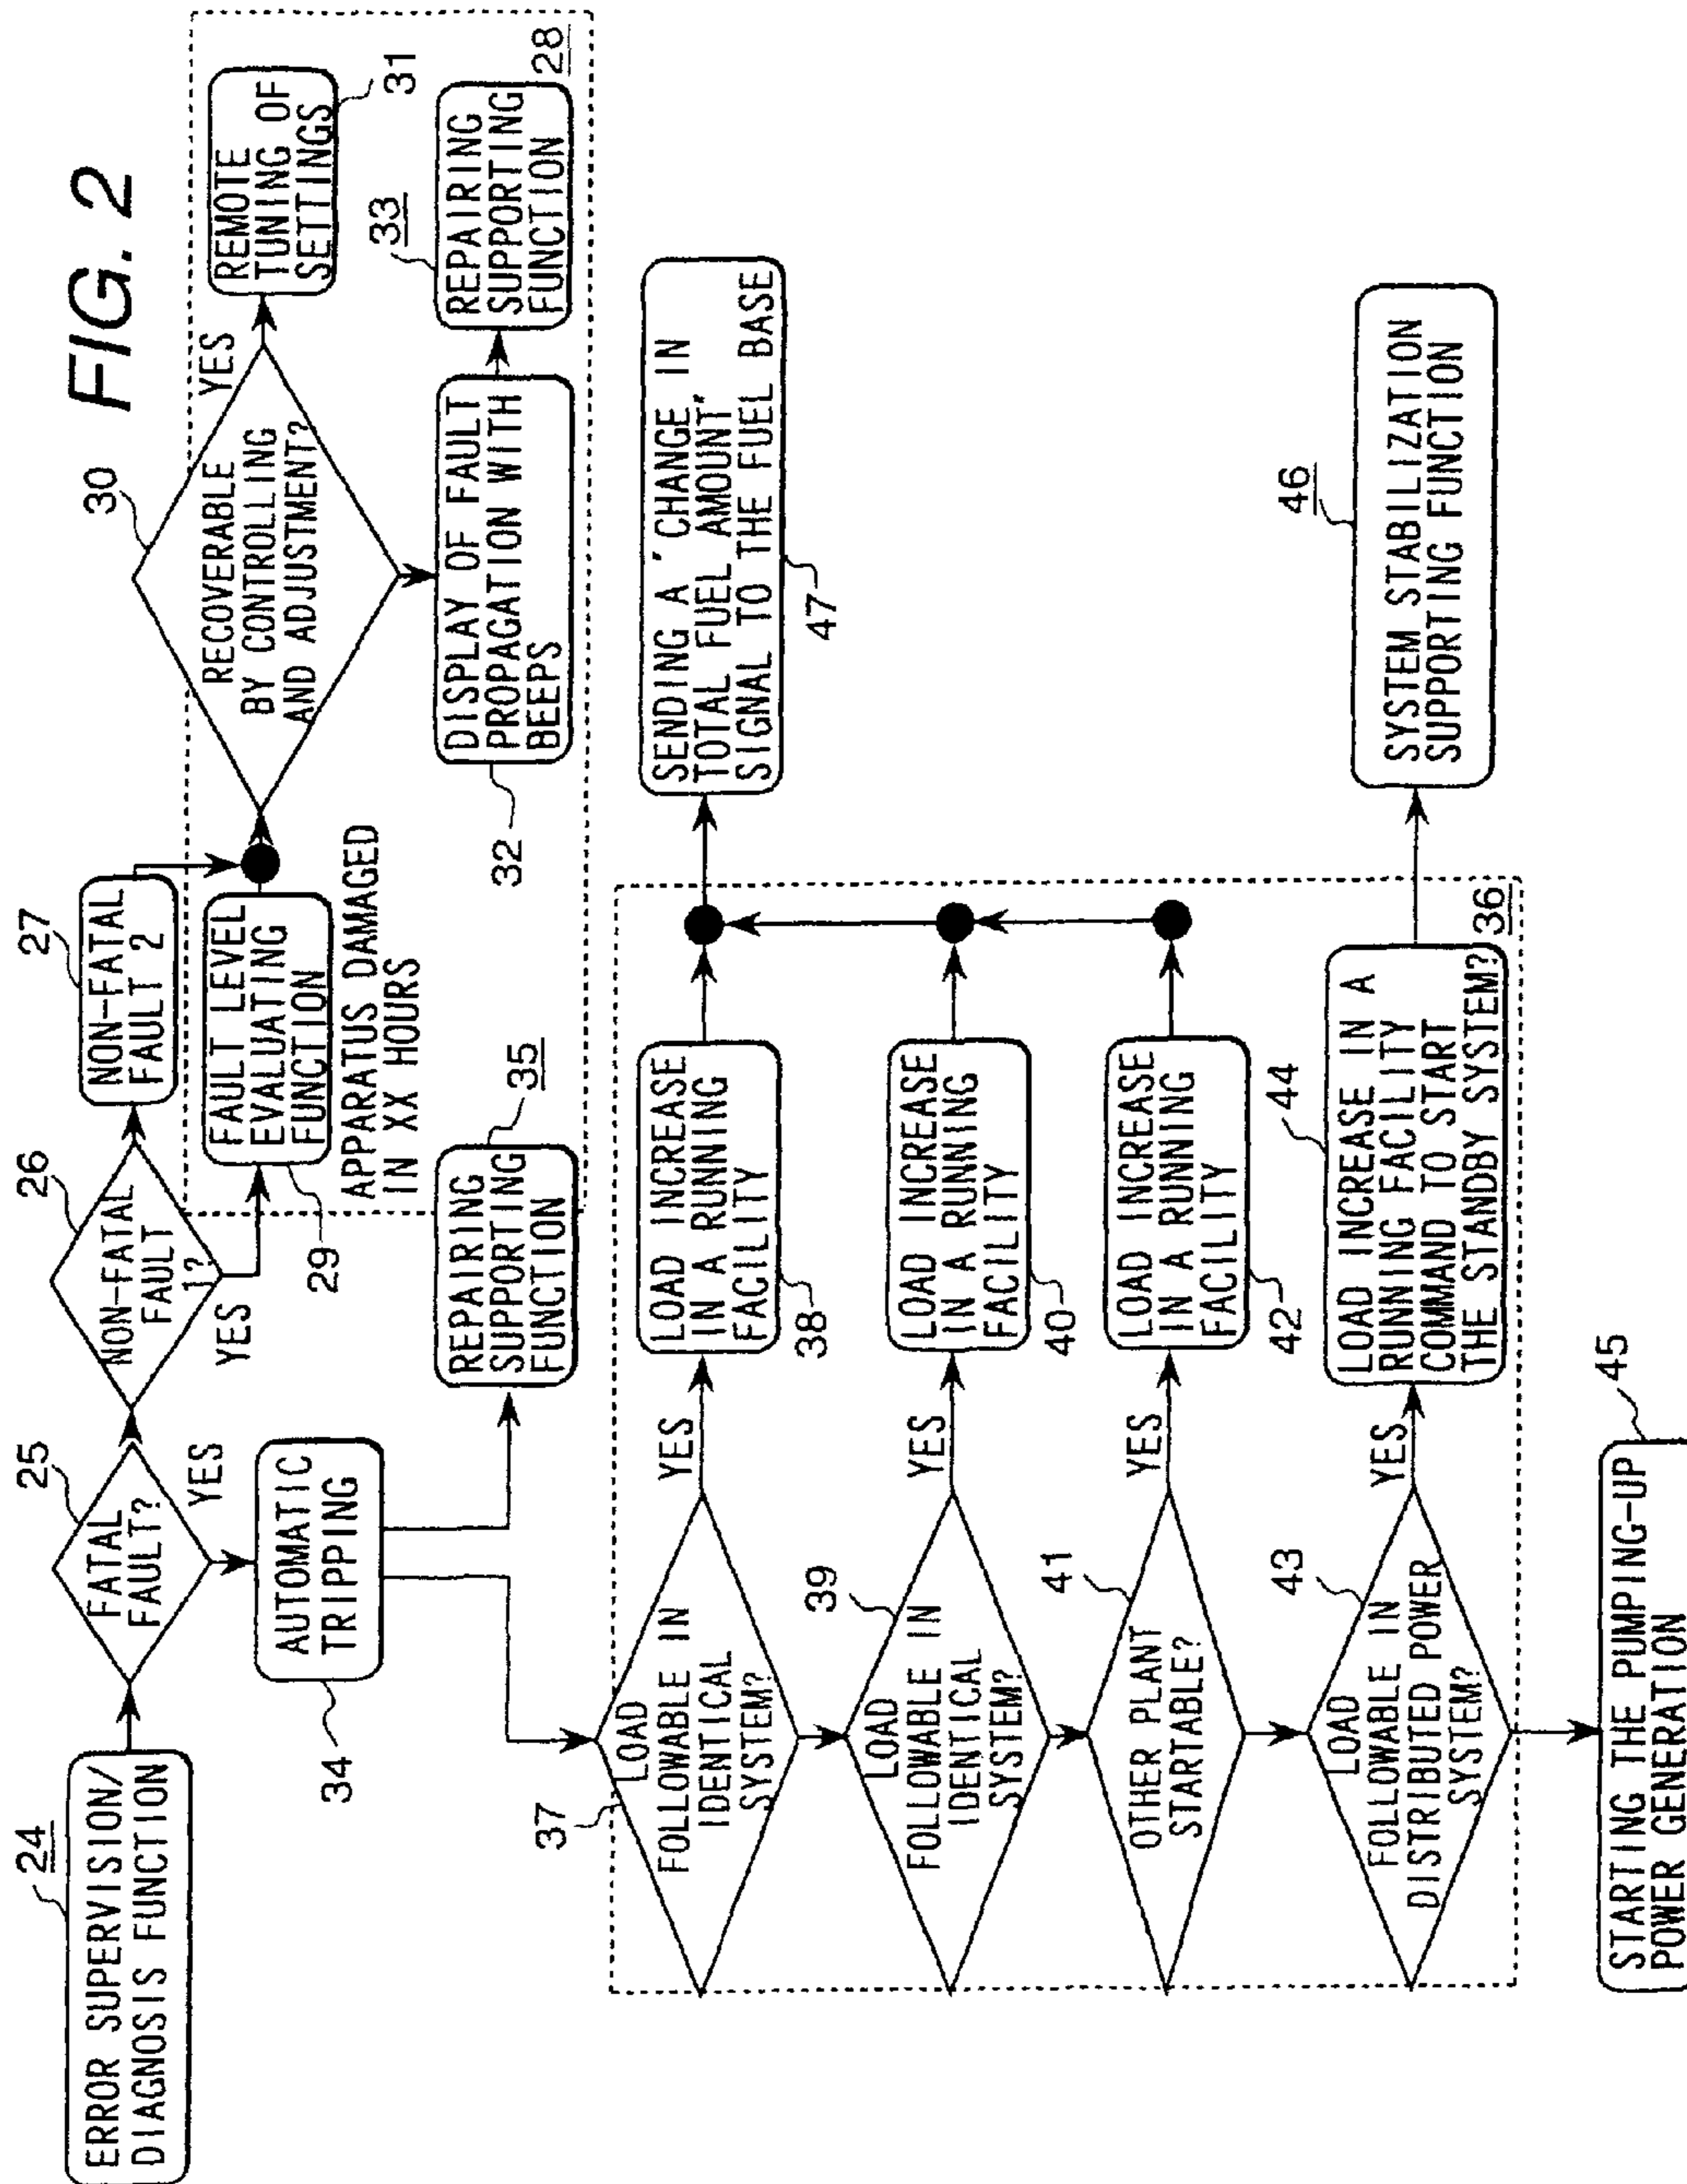 FIG. 2
24
ERROR SUPERVISION/
DIAGNOSIS FUNCTION
25
FATAL
FAULT?
YES
26
NON-FATAL
FAULT
1?
YES
27
NON-FATAL
FAULT 2
FAULT LEVEL
EVALUATING
FUNCTION
29
APPARATUS DAMAGED
IN XX HOURS
30
RECOVERABLE
BY CONTROLLING
AND ADJUSTMENT?
YES
REMOTE
TUNING OF
SETTINGS
31
DISPLAY OF FAULT
PROPAGATION WITH
BEEPS
32
33
REPAIRING
SUPPORTING
FUNCTION
28
AUTOMATIC
TRIPPING
34
REPAIRING
SUPPORTING
FUNCTION
35
37
LOAD
FOLLOWABLE IN
IDENTICAL
SYSTEM?
YES
LOAD INCREASE
IN A RUNNING
FACILITY
38
SENDING A 'CHANGE IN
TOTAL FUEL AMOUNT"
SIGNAL TO THE FUEL BASE
47
39
LOAD
FOLLOWABLE IN
IDENTICAL
SYSTEM?
YES
LOAD INCREASE
IN A RUNNING
FACILITY
40
41
OTHER PLANT
STARTABLE?
YES
LOAD INCREASE
IN A RUNNING
FACILITY
42
43
LOAD
FOLLOWABLE IN
DISTRIBUTED POWER
SYSTEM?
YES
44
LOAD INCREASE IN A
RUNNING FACILITY
COMMAND TO START
THE STANDBY SYSTEM?
36
46
SYSTEM STABILIZATION
SUPPORTING FUNCTION
45
STARTING THE PUMPING-UP
POWER GENERATION